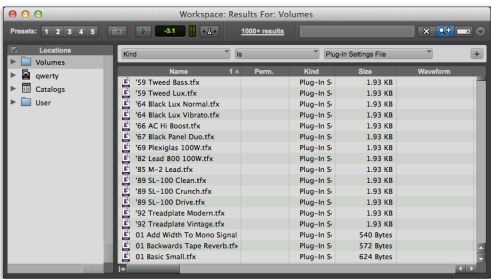 Workspace: Results For: Volumes
Presets: 1 2 3 4 5 -3.1 1000+ results
Locations
Volumes
qwerty
Catalogs
User
Kind Is Plug-In Settings File
Name 1 Perm. Kind Size Waveform
'59 Tweed Bass.tfx Plug-In S 1.93 KB
'59 Tweed Lux.tfx Plug-In S 1.93 KB
'64 Black Lux Normal.tfx Plug-In S 1.93 KB
'64 Black Lux Vibrato.tfx Plug-In S 1.93 KB
'66 AC Hi Boost.tfx Plug-In S 1.93 KB
'67 Black Panel Duo.tfx Plug-In S 1.93 KB
'69 Plexiglas 100W.tfx Plug-In S 1.93 KB
'82 Lead 800 100W.tfx Plug-In S 1.93 KB
'85 M-2 Lead.tfx Plug-In S 1.93 KB
'89 SL-100 Clean.tfx Plug-In S 1.93 KB
'89 SL-100 Crunch.tfx Plug-In S 1.93 KB
'89 SL-100 Drive.tfx Plug-In S 1.93 KB
'92 Treadplate Modern.tfx Plug-In S 1.93 KB
'92 Treadplate Vintage.tfx Plug-In S 1.93 KB
01 Add Width To Mono Signal Plug-In S 540 Bytes
01 Backwards Tape Reverb.tfx Plug-In S 572 Bytes
01 Basic Small.tfx Plug-In S 624 Bytes